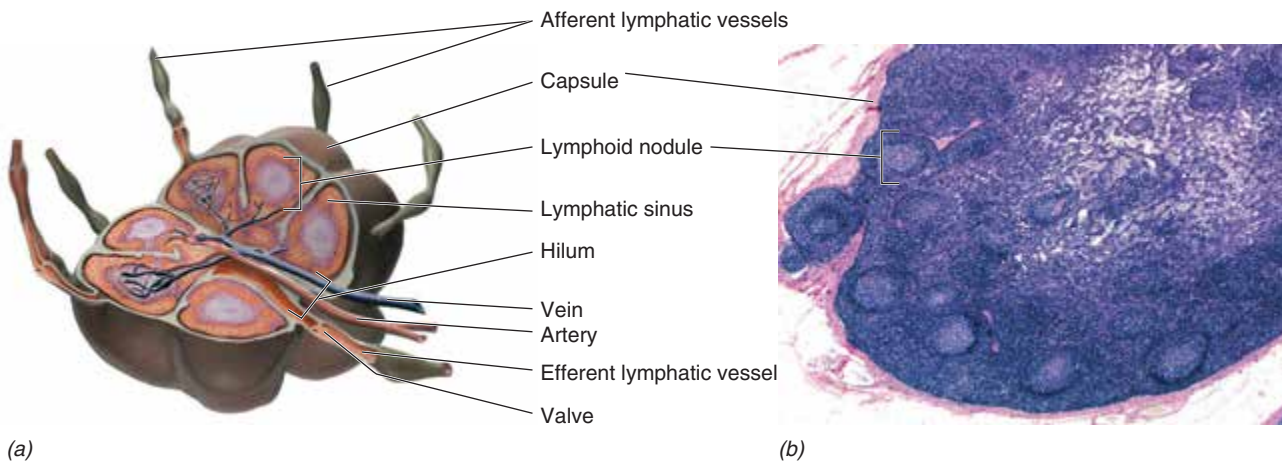 Afferent lymphatic vessels
Capsule
Lymphoid nodule
Lymphatic sinus
Hilum
Vein
Artery
Efferent lymphatic vessel
Valve
(a)
(b)